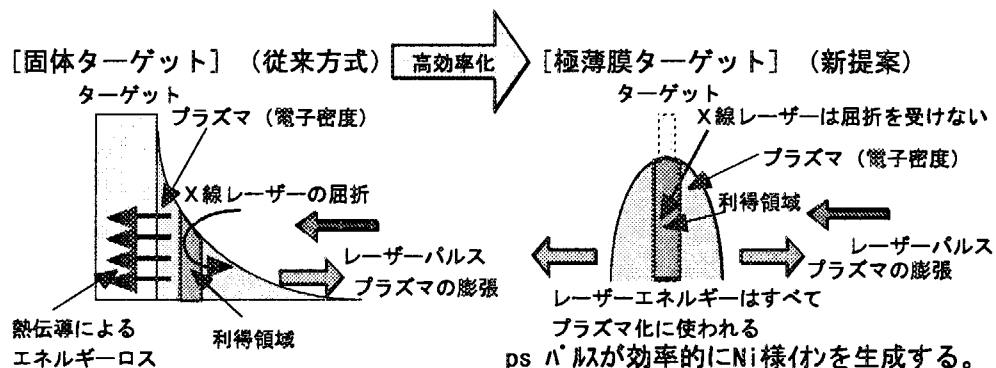 [固体ターゲット] (従来方式)
高効率化
[極薄膜ターゲット] (新提案)
ターゲット
プラズマ (電子密度)
X線レーザーの屈折
レーザーパルス
プラズマの膨張
熱伝導による
エネルギーロス
利得領域
ターゲット
X線レーザーは屈折を受けない
プラズマ (電子密度)
利得領域
レーザーパルス
プラズマの膨張
レーザーエネルギーはすべて
プラズマ化に使われる
ps パルスが効率的にNi様イオンを生成する。